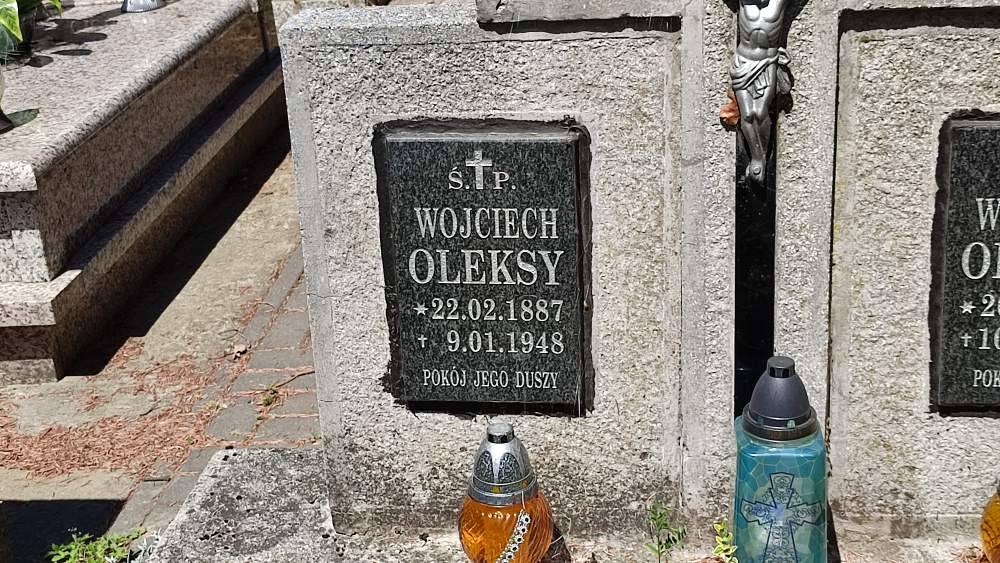 Ś. P.
WOJCIECH
OLEKSY
* 22.02.1887
+ 9.01.1948
POKÓJ JEGO DUSZY